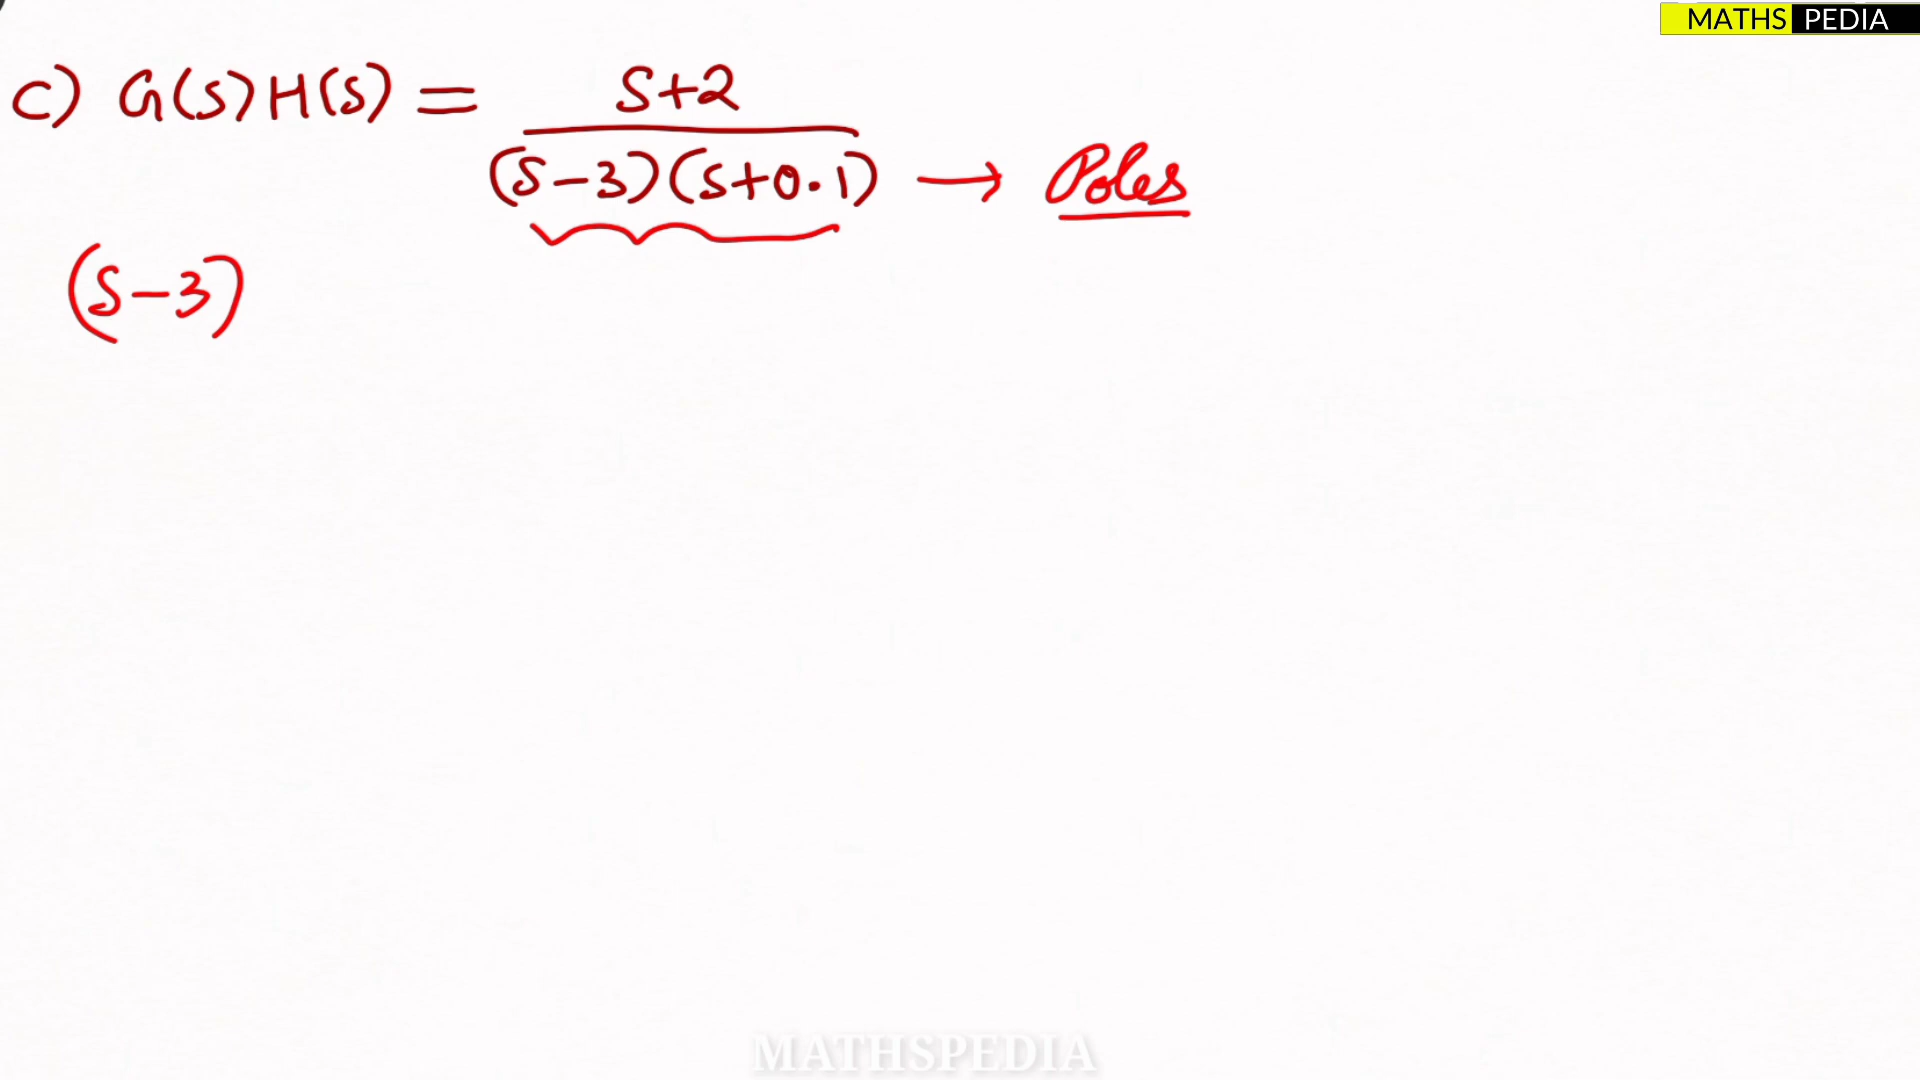 MATHS PEDIA
c) G(s)H(s) = s+2 / (s-3)(s+0.1) → Poles
(s-3)
MATHSPEDIA